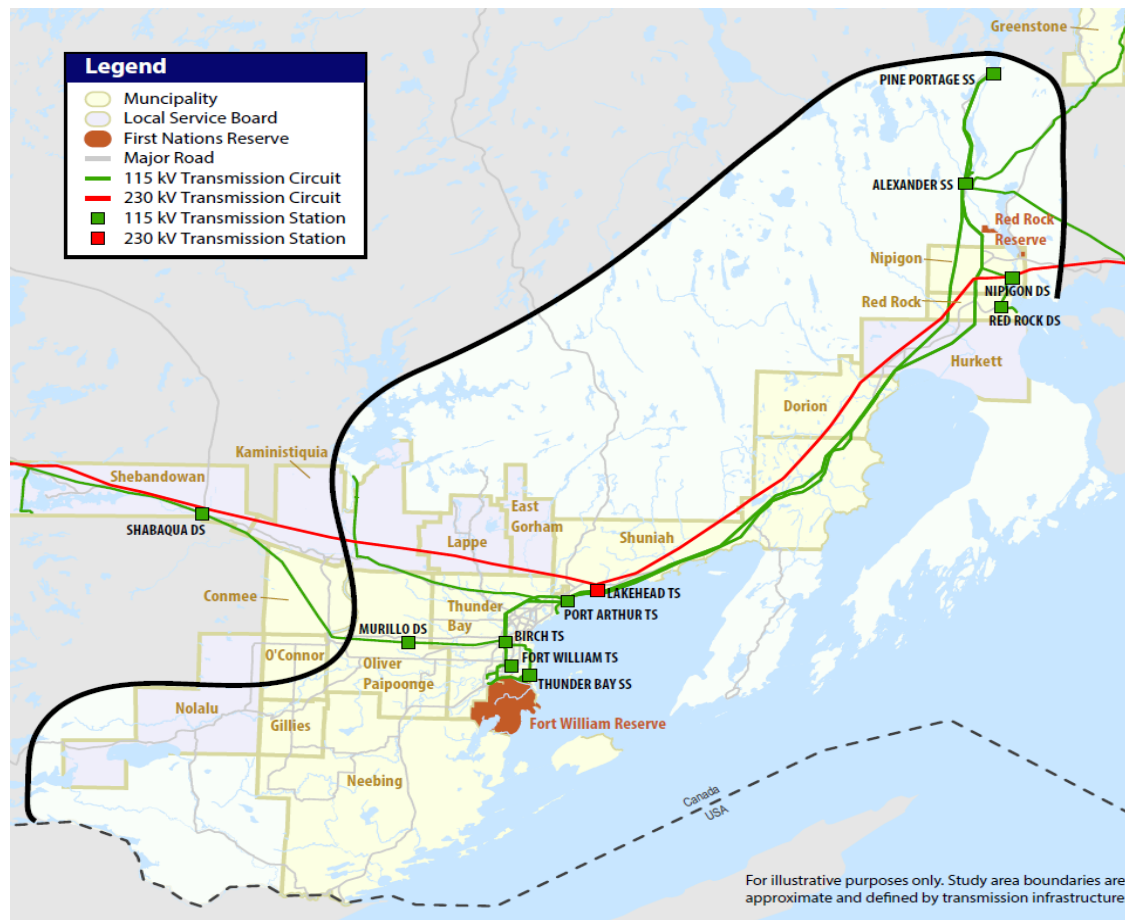 Legend
Muncipality
Local Service Board
First Nations Reserve
Major Road
115 kV Transmission Circuit
230 kV Transmission Circuit
115 kV Transmission Station
230 kV Transmission Station
Greenstone
PINE PORTAGE SS
ALEXANDER SS
Red Rock
Reserve
Nipigon
NIPIGON DS
Red Rock
RED ROCK DS
Hurkett
Dorion
Kaministiquia
Shebandowan
SHABAQUA DS
East
Gorham
Lappe
Shuniah
LAKEHEAD TS
Conmee
Thunder
Bay
PORT ARTHUR TS
MURILLO DS
BIRCH TS
O'Connor
Oliver
Paipoonge
FORT WILLIAM TS
THUNDER BAY SS
Nolalu
Gillies
Fort William Reserve
Neebing
Canada
USA
For illustrative purposes only. Study area boundaries are
approximate and defined by transmission infrastructure